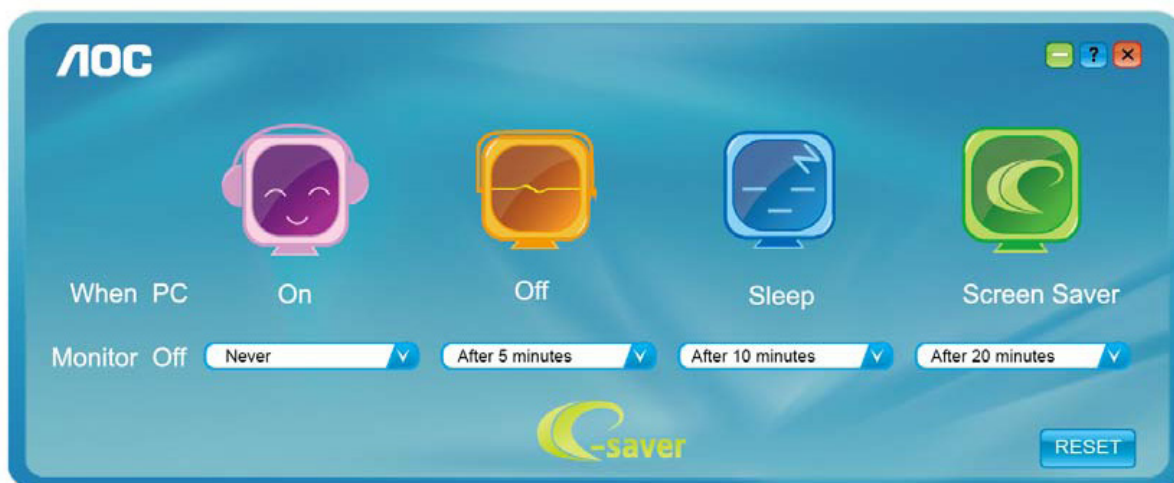 AOC
?
When PC On Off Sleep Screen Saver
Monitor Off Never After 5 minutes After 10 minutes After 20 minutes
e-saver
RESET